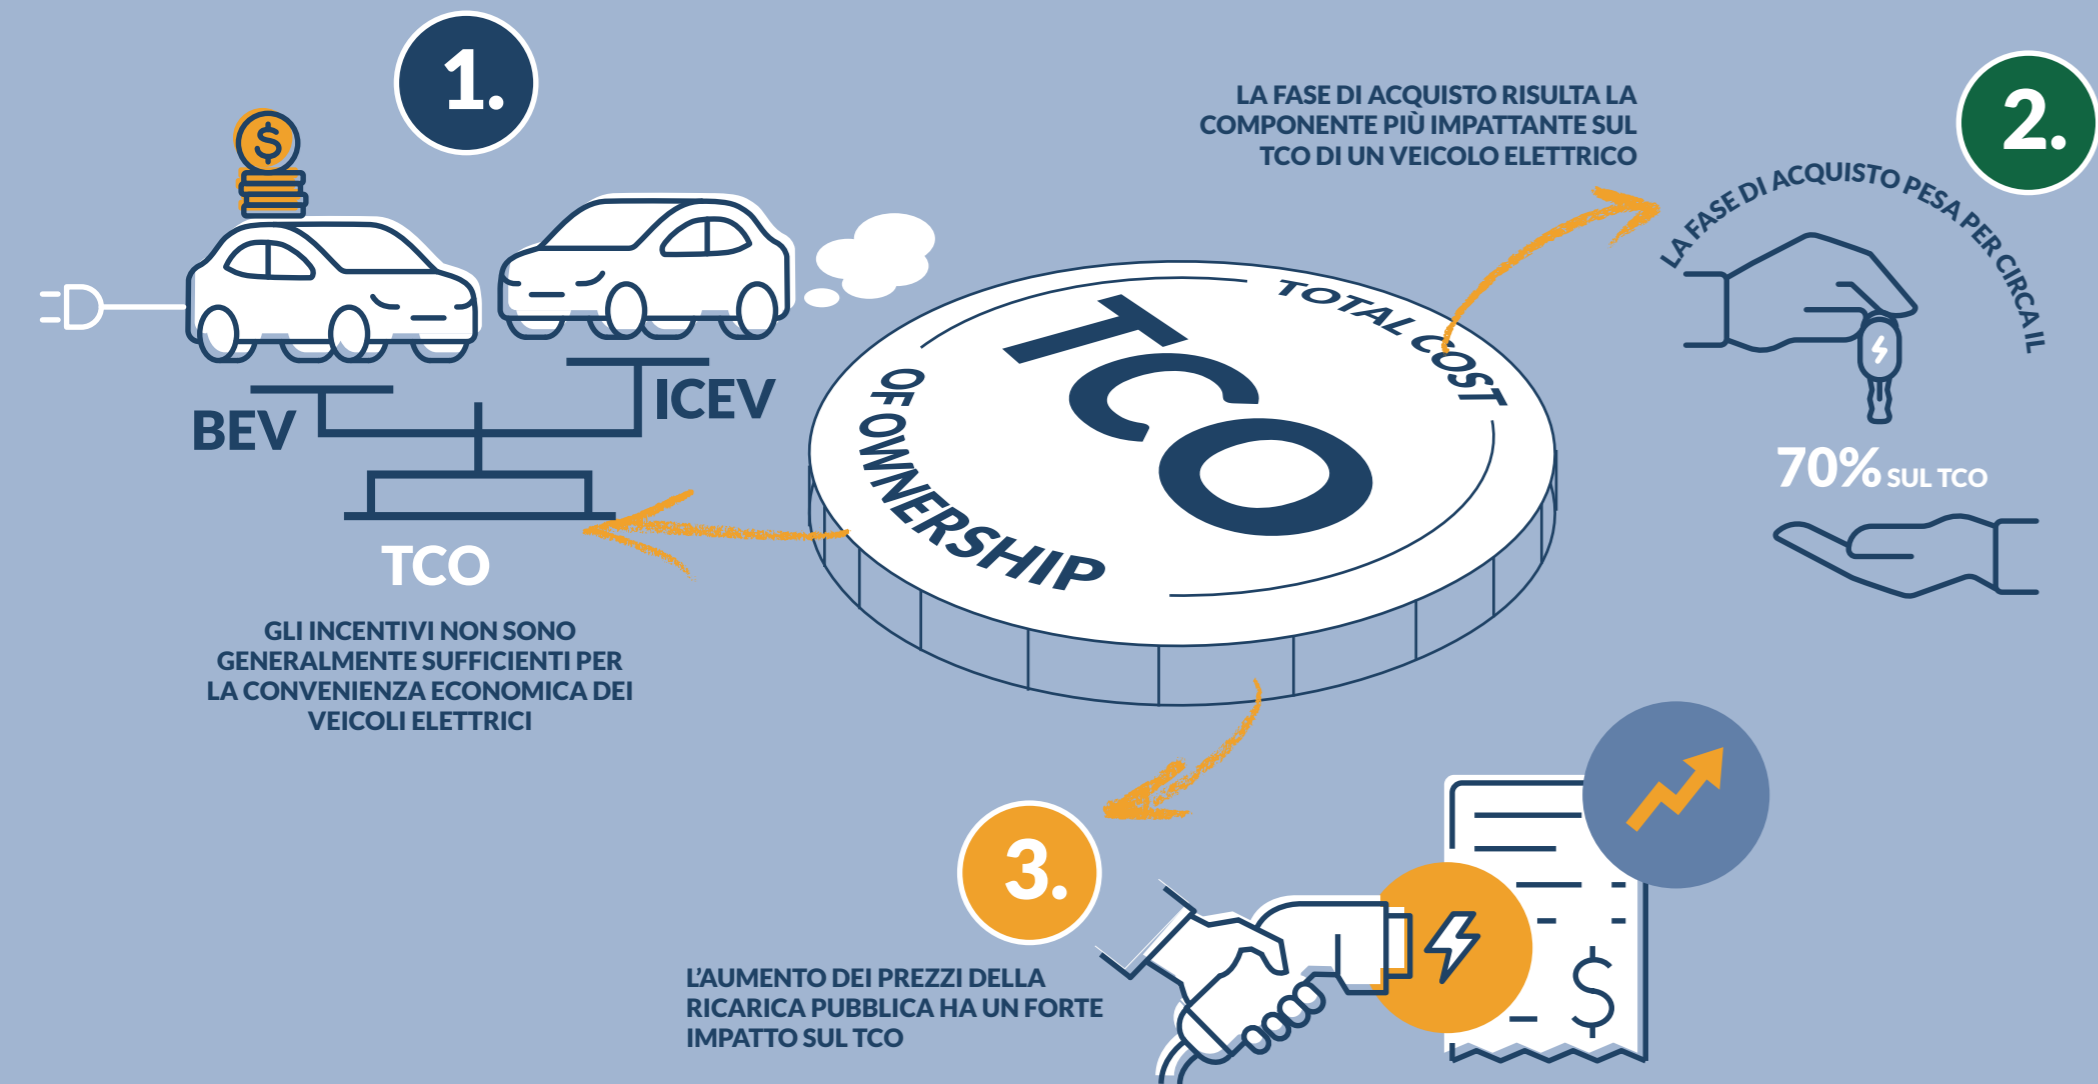 1.
$
BEV
ICEV
TCO
GLI INCENTIVI NON SONO
GENERALMENTE SUFFICIENTI PER
LA CONVENIENZA ECONOMICA DEI
VEICOLI ELETTRICI
TCO
TOTAL COST
OF OWNERSHIP
LA FASE DI ACQUISTO RISULTA LA
COMPONENTE PIÙ IMPATTANTE SUL
TCO DI UN VEICOLO ELETTRICO
2.
LA FASE DI ACQUISTO PESA PER CIRCA IL
70% SUL TCO
3.
L'AUMENTO DEI PREZZI DELLA
RICARICA PUBBLICA HA UN FORTE
IMPATTO SUL TCO
$